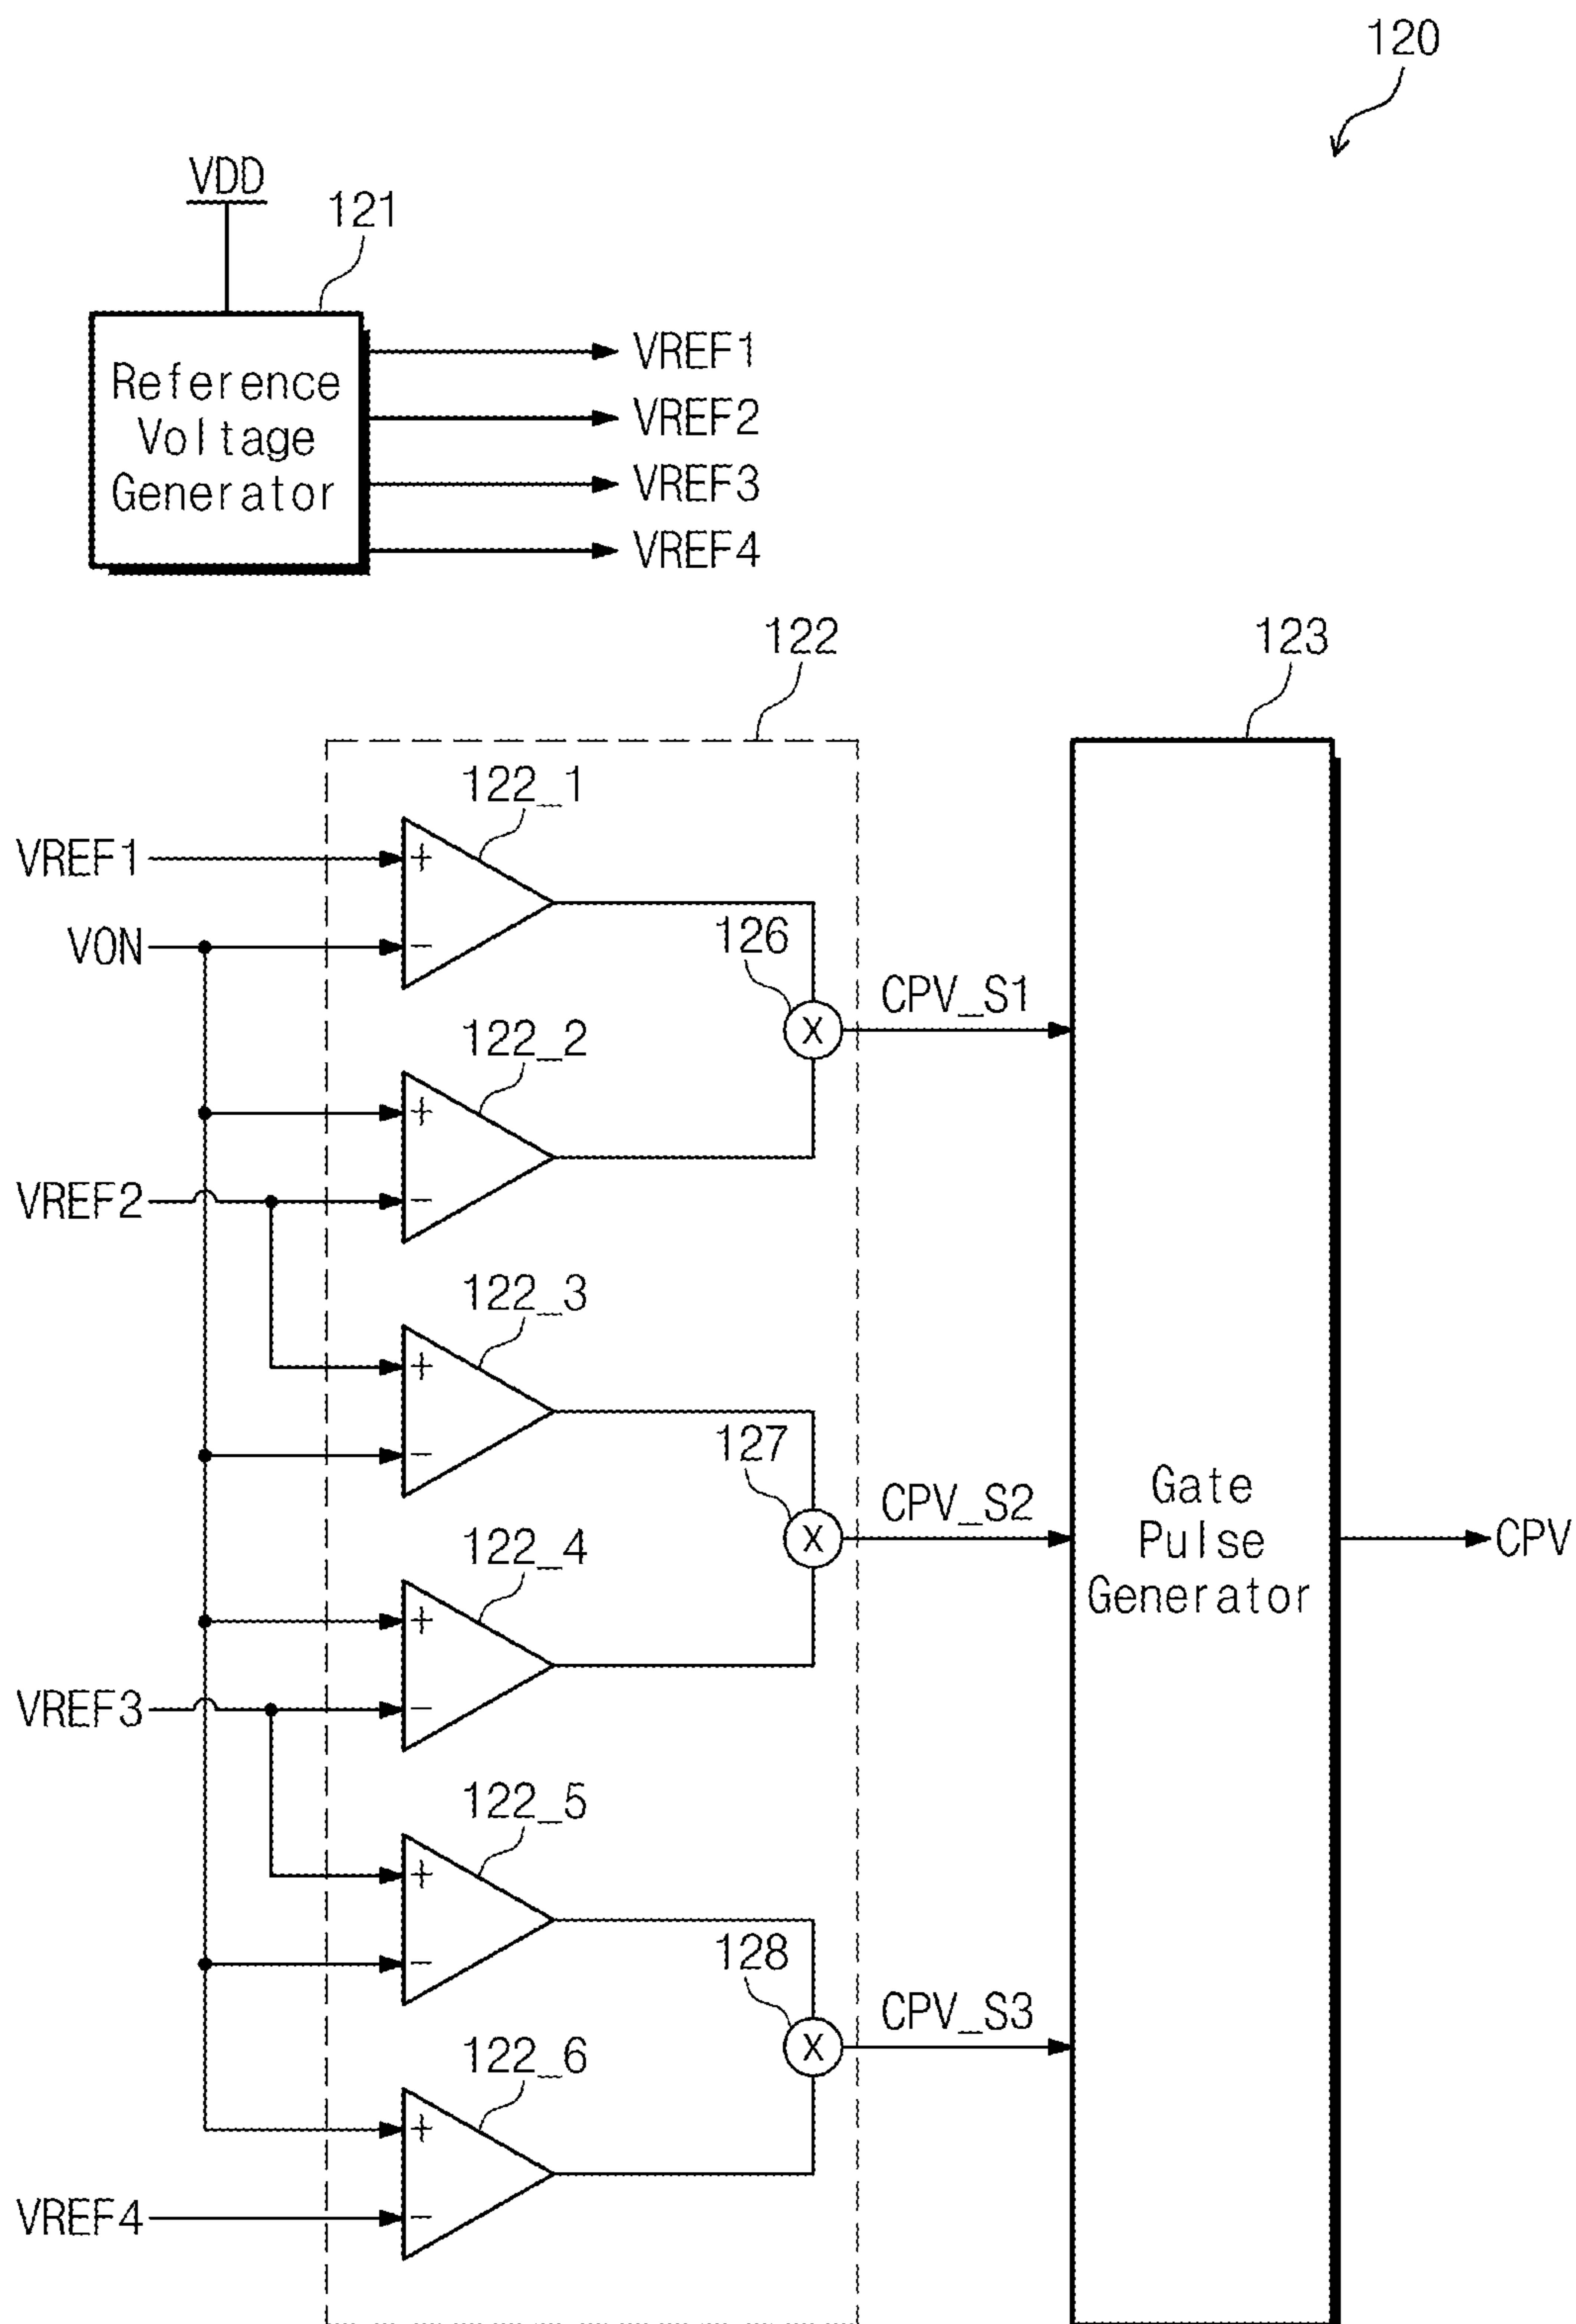 120
VDD
121
Reference
Voltage
Generator
VREF1
VREF2
VREF3
VREF4
122
123
122_1
VREF1
+
VON
-
126
CPV_S1
X
122_2
+
VREF2
-
122_3
+
-
127
CPV_S2
X
Gate
Pulse
Generator
CPV
122_4
+
VREF3
-
122_5
+
-
128
CPV_S3
X
122_6
+
VREF4
-